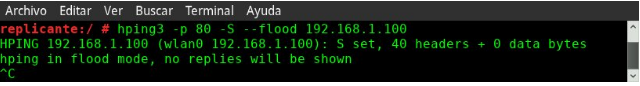 Archivo Editar Ver Buscar Terminal Ayuda
replicante:/ # hping3 -p 80 -S --flood 192.168.1.100
HPING 192.168.1.100 (wlan0 192.168.1.100): S set, 40 headers + 0 data bytes
hping in flood mode, no replies will be shown
^C